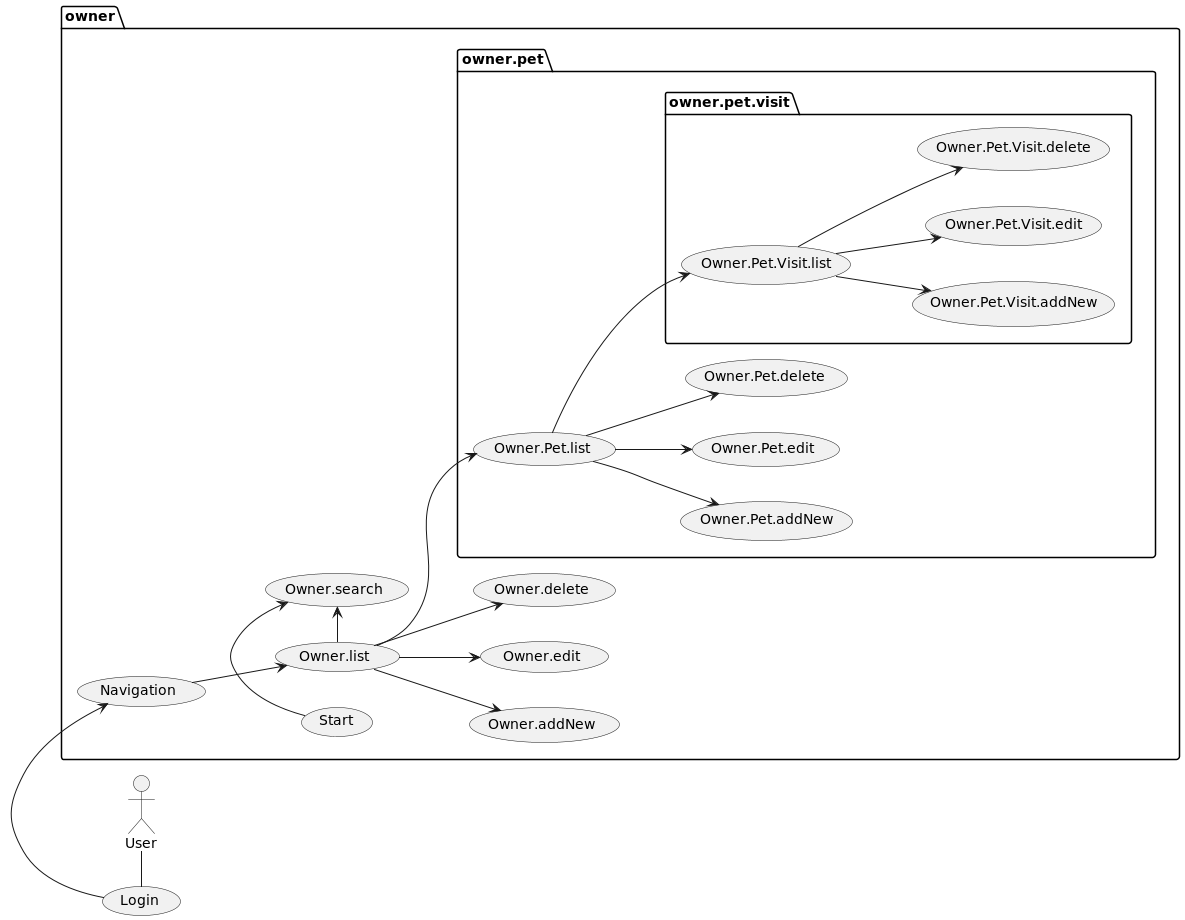 owner
owner.pet
owner.pet.visit
Owner.Pet.Visit.delete
Owner.Pet.Visit.edit
Owner.Pet.Visit.list
Owner.Pet.Visit.addNew
Owner.Pet.delete
Owner.Pet.list
Owner.Pet.edit
Owner.Pet.addNew
Owner.search
Owner.delete
Owner.list
Owner.edit
Navigation
Start
Owner.addNew
User
Login